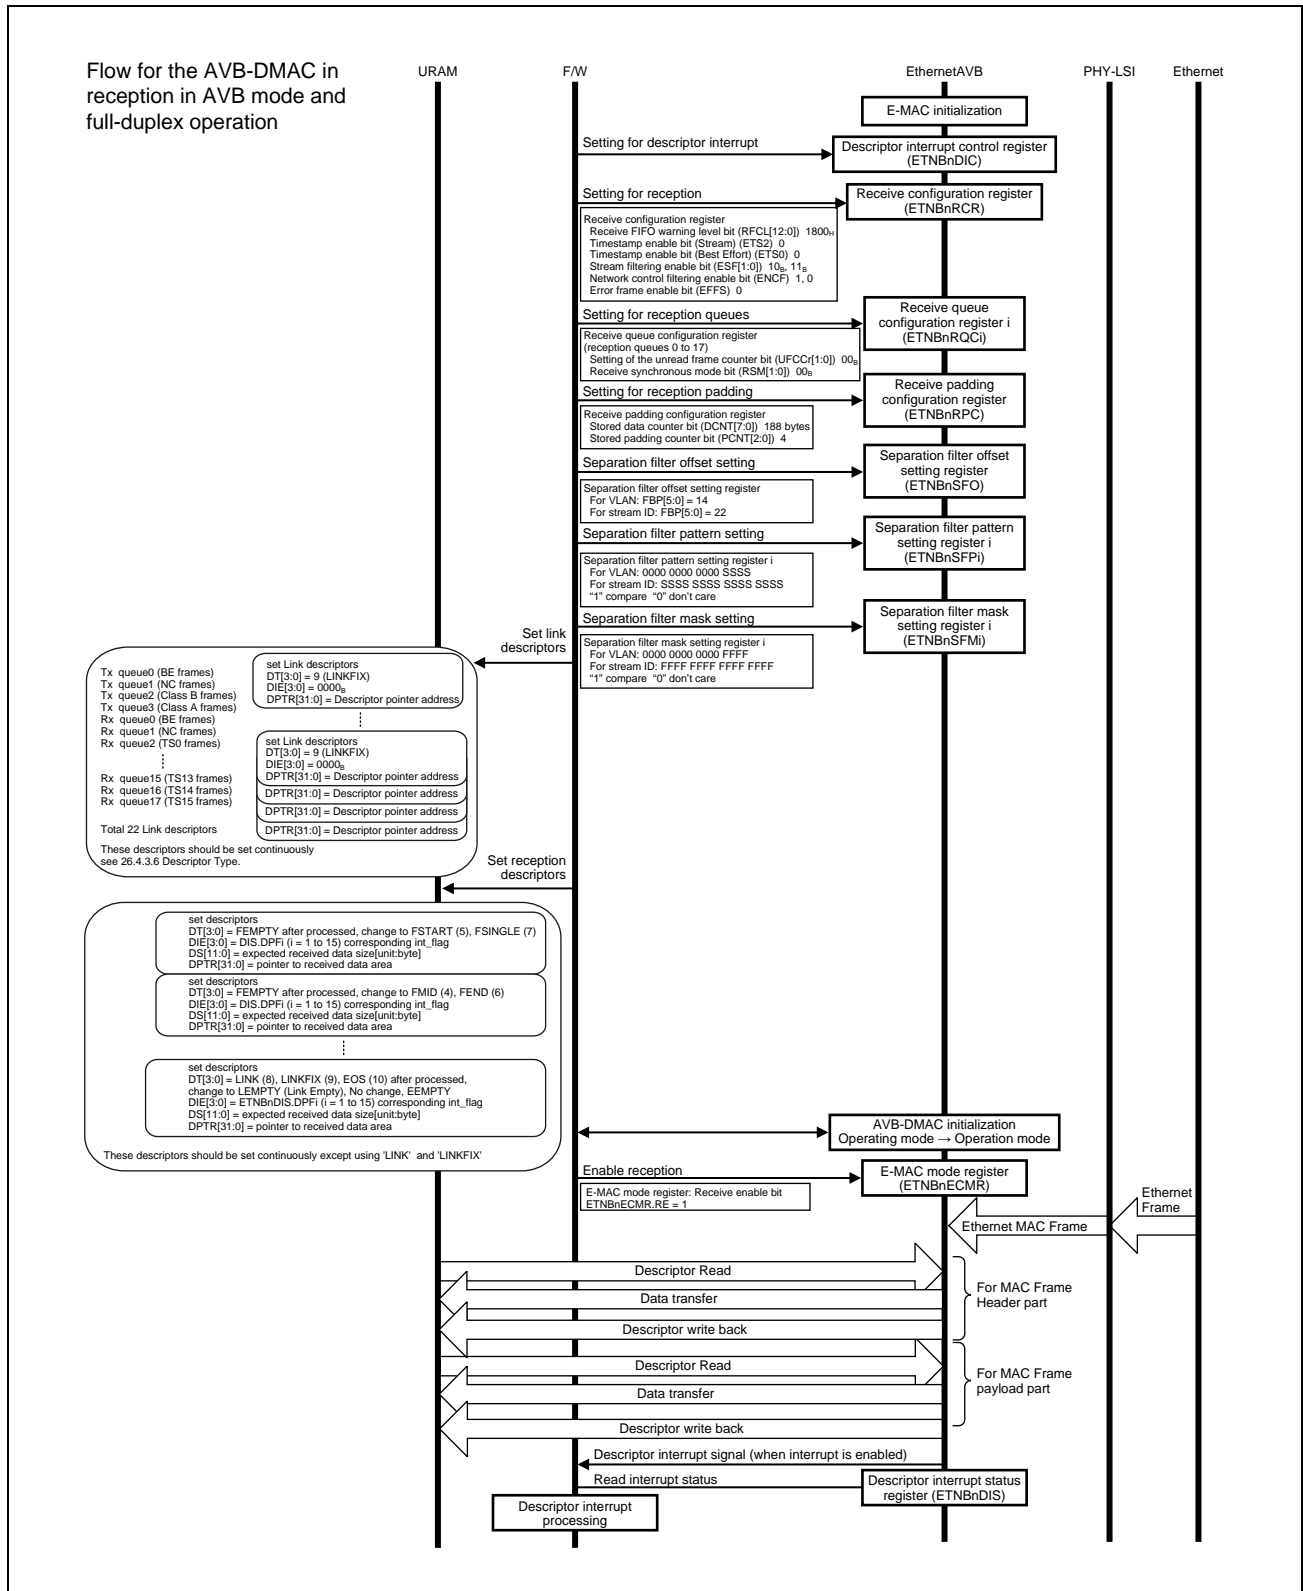 Flow for the AVB-DMAC in
reception in AVB mode and
full-duplex operation
URAM
F/W
EthernetAVB
PHY-LSI
Ethernet
E-MAC initialization
Setting for descriptor interrupt
Descriptor interrupt control register
(ETNBnDIC)
Setting for reception
Receive configuration register
(ETNBnRCR)
Receive configuration register
Receive FIFO warning level bit (RFCL[12:0]) 1800H
Timestamp enable bit (Stream) (ETS2) 0
Timestamp enable bit (Best Effort) (ETS0) 0
Stream filtering enable bit (ESF[1:0]) 10B, 11B
Network control filtering enable bit (ENCF) 1, 0
Error frame enable bit (EFFS) 0
Setting for reception queues
Receive queue
configuration register i
(ETNBnRQCi)
Receive queue configuration register
(reception queues 0 to 17)
Setting of the unread frame counter bit (UFCCr[1:0]) 00B
Receive synchronous mode bit (RSM[1:0]) 00B
Setting for reception padding
Receive padding
configuration register
(ETNBnRPC)
Receive padding configuration register
Stored data counter bit (DCNT[7:0]) 188 bytes
Stored padding counter bit (PCNT[2:0]) 4
Separation filter offset setting
Separation filter offset
setting register
(ETNBnSFO)
Separation filter offset setting register
For VLAN: FBP[5:0] = 14
For stream ID: FBP[5:0] = 22
Separation filter pattern setting
Separation filter pattern
setting register i
(ETNBnSFPi)
Separation filter pattern setting register i
For VLAN: 0000 0000 0000 SSSS
For stream ID: SSSS SSSS SSSS SSSS
“1” compare “0” don’t care
Separation filter mask setting
Separation filter mask
setting register i
(ETNBnSFMi)
Separation filter mask setting register i
For VLAN: 0000 0000 0000 FFFF
For stream ID: FFFF FFFF FFFF FFFF
“1” compare “0” don’t care
Set link
descriptors
Tx queue0 (BE frames)
Tx queue1 (NC frames)
Tx queue2 (Class B frames)
Tx queue3 (Class A frames)
Rx queue0 (BE frames)
Rx queue1 (NC frames)
Rx queue2 (TS0 frames)
Rx queue15 (TS13 frames)
Rx queue16 (TS14 frames)
Rx queue17 (TS15 frames)
Total 22 Link descriptors
These descriptors should be set continuously
see 26.4.3.6 Descriptor Type.
set Link descriptors
DT[3:0] = 9 (LINKFIX)
DIE[3:0] = 0000B
DPTR[31:0] = Descriptor pointer address
set Link descriptors
DT[3:0] = 9 (LINKFIX)
DIE[3:0] = 0000B
DPTR[31:0] = Descriptor pointer address
DPTR[31:0] = Descriptor pointer address
DPTR[31:0] = Descriptor pointer address
DPTR[31:0] = Descriptor pointer address
Set reception
descriptors
set descriptors
DT[3:0] = FEMPTY after processed, change to FSTART (5), FSINGLE (7)
DIE[3:0] = DIS.DPFi (i = 1 to 15) corresponding int_flag
DS[11:0] = expected received data size[unit:byte]
DPTR[31:0] = pointer to received data area
set descriptors
DT[3:0] = FEMPTY after processed, change to FMID (4), FEND (6)
DIE[3:0] = DIS.DPFi (i = 1 to 15) corresponding int_flag
DS[11:0] = expected received data size[unit:byte]
DPTR[31:0] = pointer to received data area
set descriptors
DT[3:0] = LINK (8), LINKFIX (9), EOS (10) after processed,
change to LEMPTY (Link Empty), No change, EEMPTY
DIE[3:0] = ETNBnDIS.DPFi (i = 1 to 15) corresponding int_flag
DS[11:0] = expected received data size[unit:byte]
DPTR[31:0] = pointer to received data area
These descriptors should be set continuously except using 'LINK' and 'LINKFIX'
AVB-DMAC initialization
Operating mode → Operation mode
Enable reception
E-MAC mode register
(ETNBnECMR)
E-MAC mode register: Receive enable bit
ETNBnECMR.RE = 1
Ethernet
Frame
Ethernet MAC Frame
Descriptor Read
Data transfer
Descriptor write back
For MAC Frame
Header part
Descriptor Read
Data transfer
Descriptor write back
For MAC Frame
payload part
Descriptor interrupt signal (when interrupt is enabled)
Read interrupt status
Descriptor interrupt status
register (ETNBnDIS)
Descriptor interrupt
processing